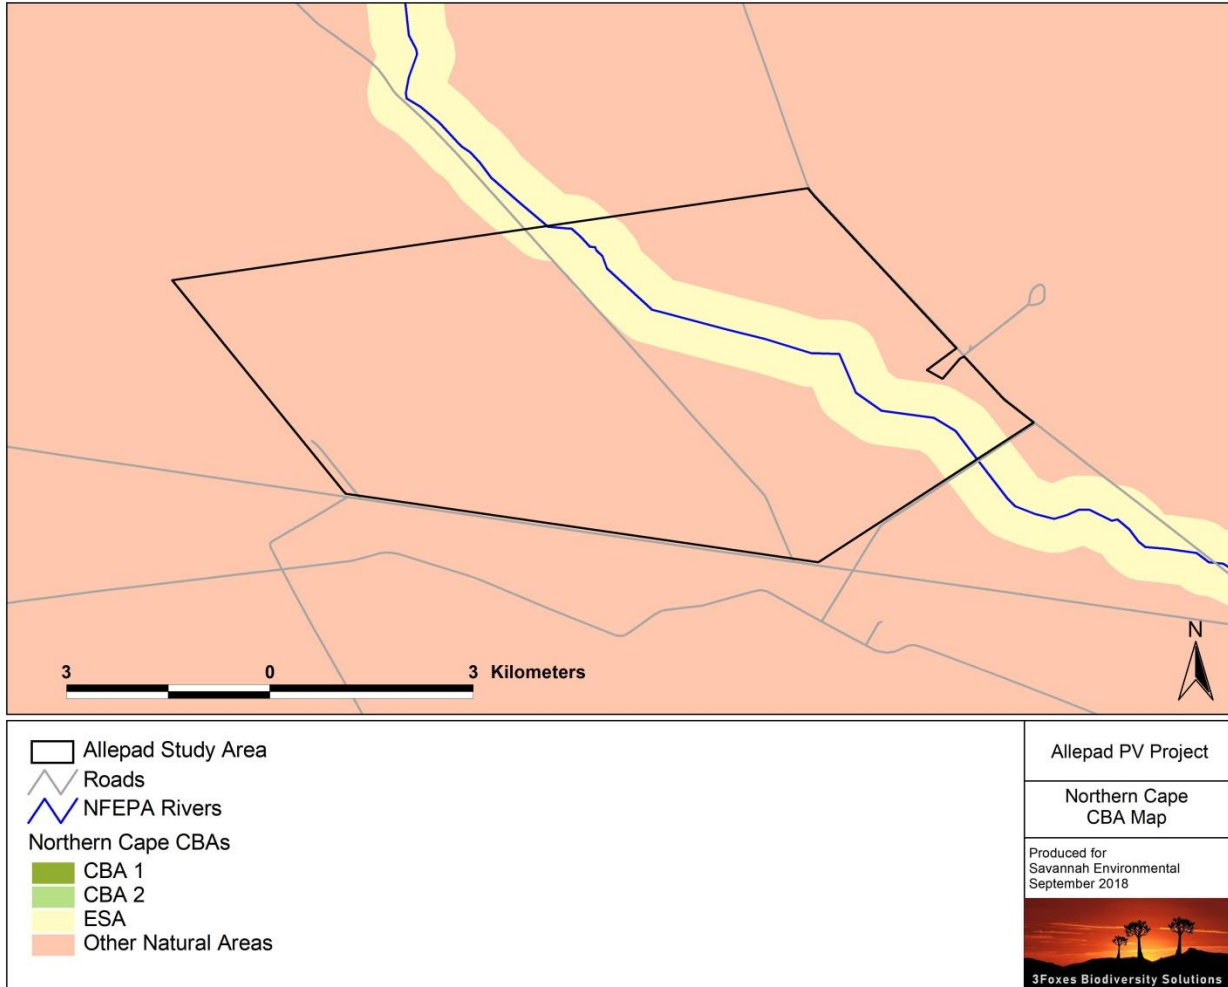 N
3 0 3 Kilometers
Allepad Study Area
Roads
NFEPA Rivers
Northern Cape CBAs
CBA 1
CBA 2
ESA
Other Natural Areas
Allepad PV Project
Northern Cape
CBA Map
Produced for
Savannah Environmental
September 2018
3Foxes Biodiversity Solutions